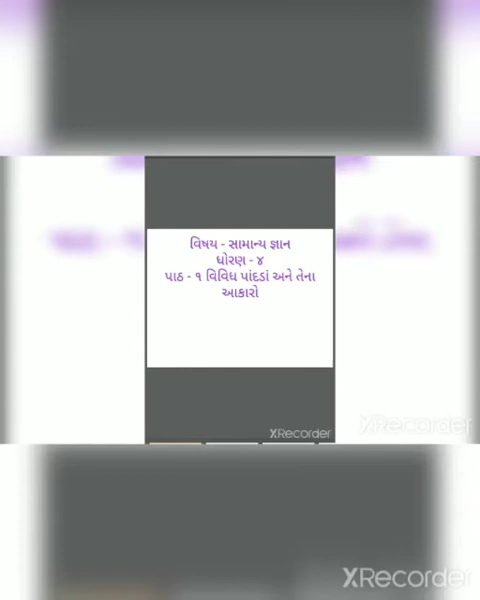 વિષય - સામાન્ય જ્ઞાન
ધોરણ - ૪
પાઠ - ૧ વિવિધ પાંદડાં અને તેના
આકારો
XRecorder
XRecorder
XRecorder